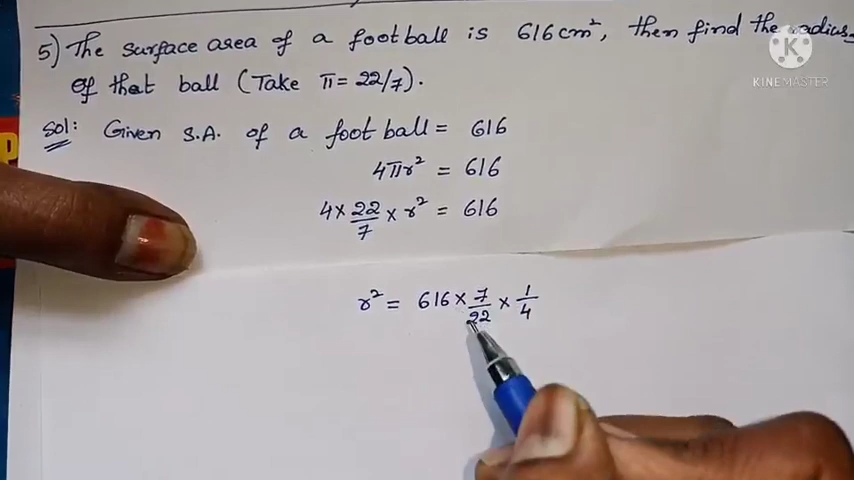 5) The surface area of a football is 616 cm², then find the radius
of that ball (Take π = 22/7).
Sol: Given S.A. of a foot ball = 616
4πr² = 616
4 × 22/7 × r² = 616
r² = 616 × 7/22 × 1/4
K
KINEMASTER